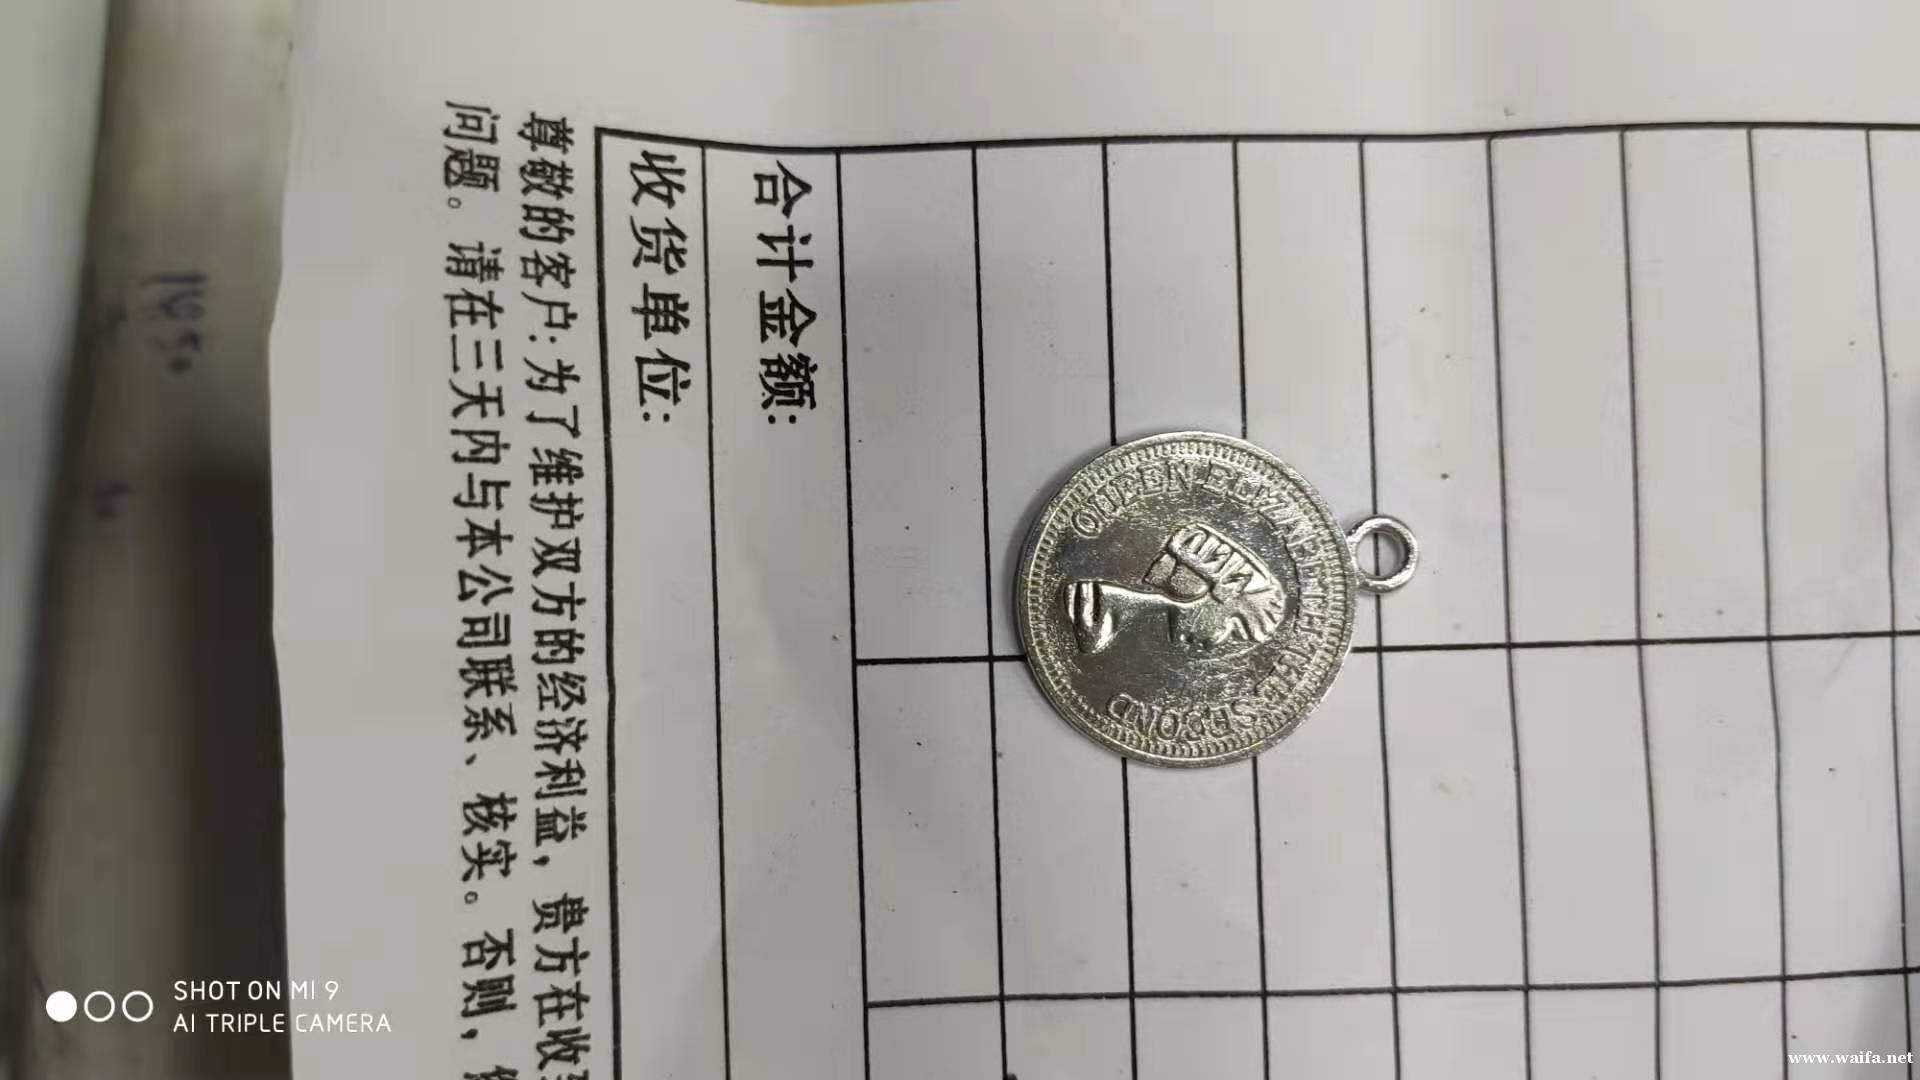 合计金额:
收货单位:
尊敬的客户:为了维护双方的经济利益,贵方在收
问题。请在三天内与本公司联系、核实。否则,
QUEEN ELYZABETH THE SECOND
SHOT ON MI 9
AI TRIPLE CAMERA
www.waifa.net